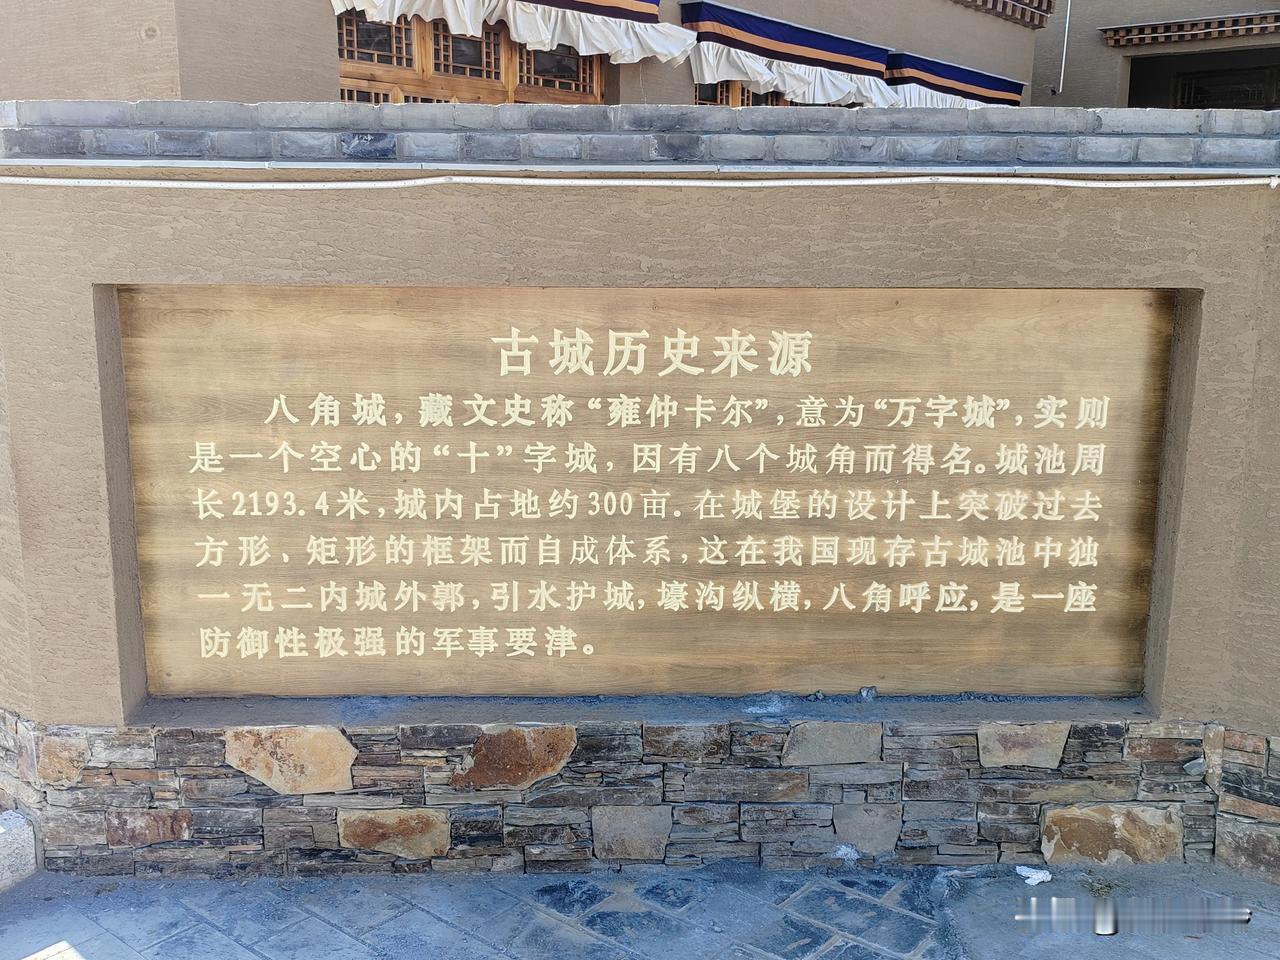 古城历史来源
八角城，藏文史称“雍仲卡尔”，意为“万字城”，实则
是一个空心的“十”字城，因有八个城角而得名。城池周
长2193.4米，城内占地约300亩．在城堡的设计上突破过去
方形、矩形的框架而自成体系，这在我国现存古城池中独
一无二内城外郭，引水护城，壕沟纵横，八角呼应，是一座
防御性极强的军事要津。